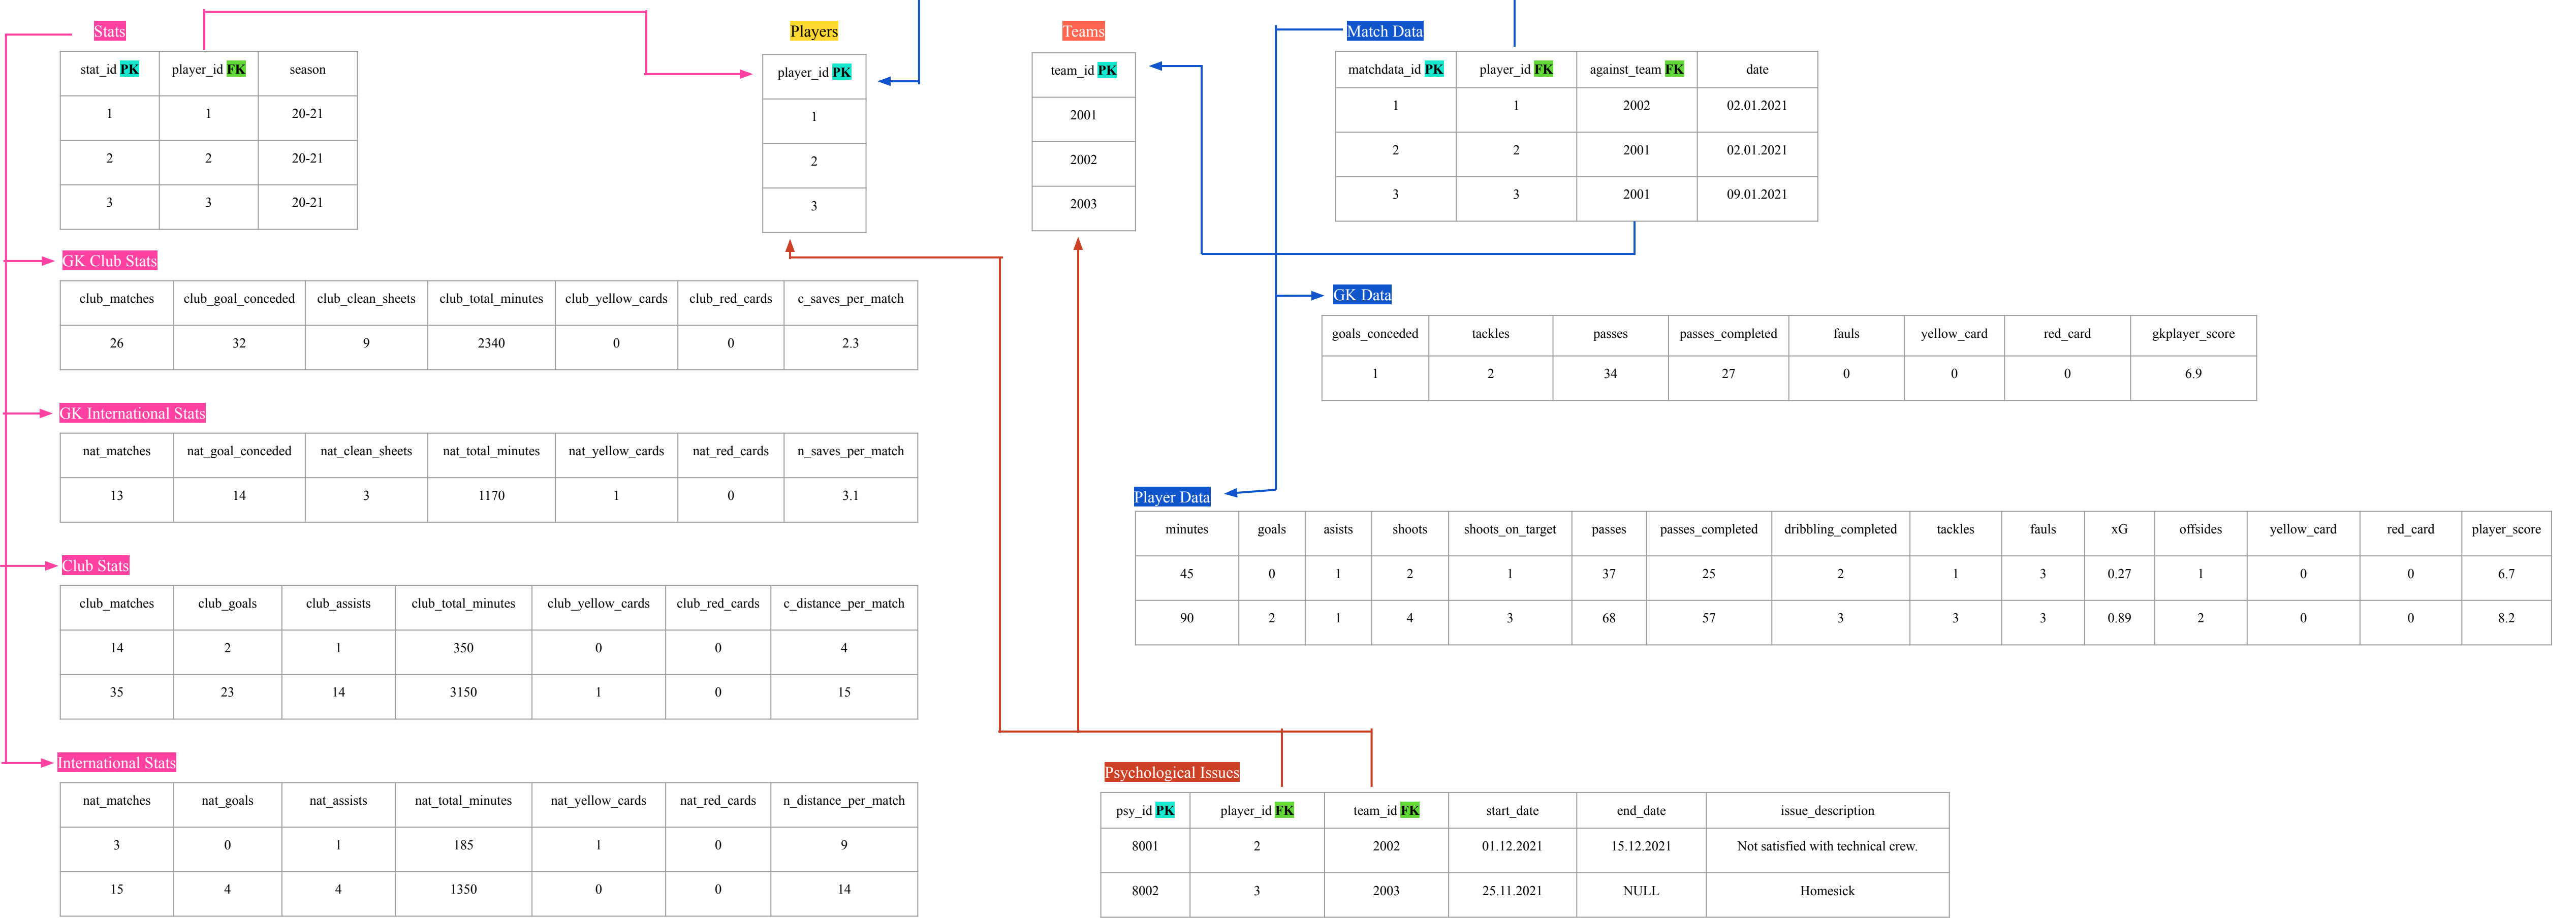 Stats
stat_id PK player_id FK season
1 1 20-21
2 2 20-21
3 3 20-21
Players
player_id PK
1
2
3
Teams
team_id PK
2001
2002
2003
Match Data
matchdata_id PK player_id FK against_team FK date
1 1 2002 02.01.2021
2 2 2001 02.01.2021
3 3 2001 09.01.2021
GK Club Stats
club_matches club_goal_conceded club_clean_sheets club_total_minutes club_yellow_cards club_red_cards c_saves_per_match
26 32 9 2340 0 0 2.3
GK Data
goals_conceded tackles passes passes_completed fauls yellow_card red_card gkplayer_score
1 2 34 27 0 0 0 6.9
GK International Stats
nat_matches nat_goal_conceded nat_clean_sheets nat_total_minutes nat_yellow_cards nat_red_cards n_saves_per_match
13 14 3 1170 1 0 3.1
Player Data
minutes goals asists shoots shoots_on_target passes passes_completed dribbling_completed tackles fauls xG offsides yellow_card red_card player_score
45 0 1 2 1 37 25 2 1 3 0.27 1 0 0 6.7
90 2 1 4 3 68 57 3 3 3 0.89 2 0 0 8.2
Club Stats
club_matches club_goals club_assists club_total_minutes club_yellow_cards club_red_cards c_distance_per_match
14 2 1 350 0 0 4
35 23 14 3150 1 0 15
International Stats
nat_matches nat_goals nat_assists nat_total_minutes nat_yellow_cards nat_red_cards n_distance_per_match
3 0 1 185 1 0 9
15 4 4 1350 0 0 14
Psychological Issues
psy_id PK player_id FK team_id FK start_date end_date issue_description
8001 2 2002 01.12.2021 15.12.2021 Not satisfied with technical crew.
8002 3 2003 25.11.2021 NULL Homesick